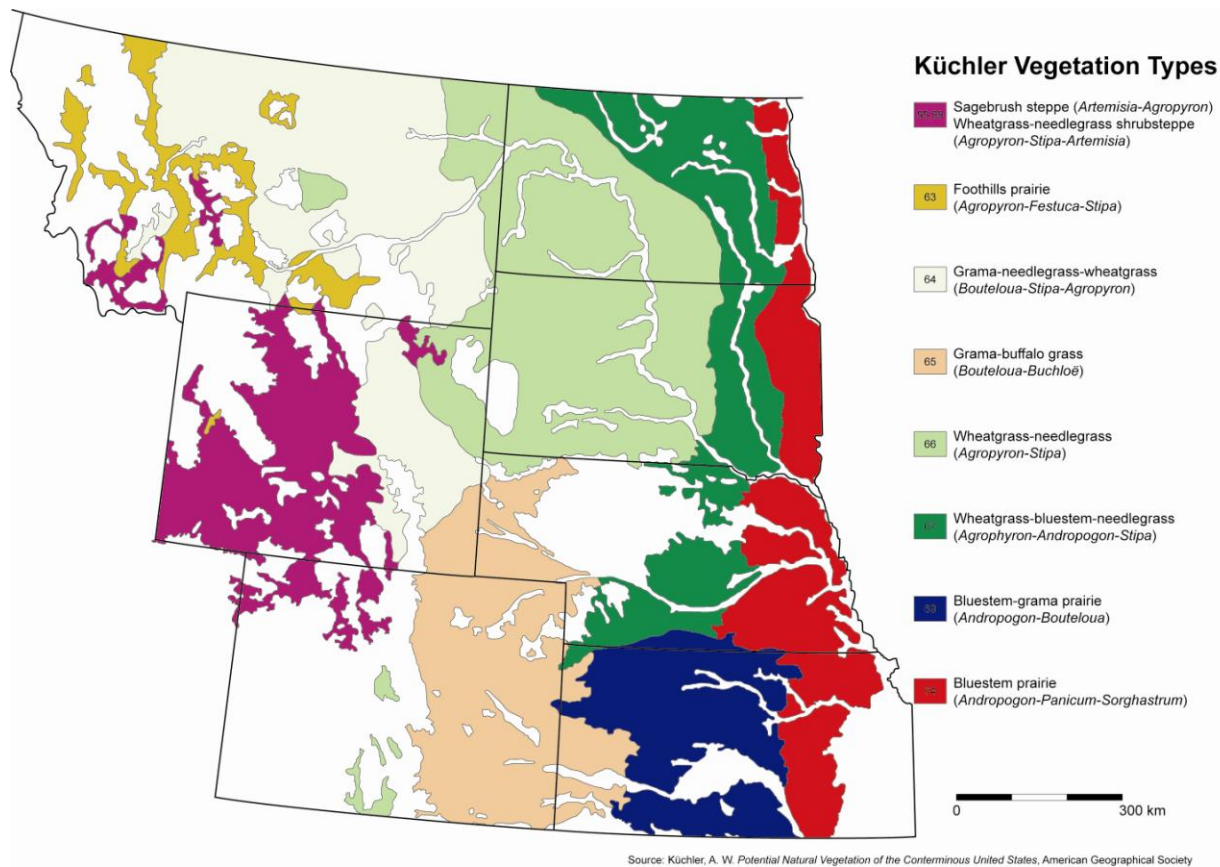 Küchler Vegetation Types
Sagebrush steppe (Artemisia-Agropyron)
Wheatgrass-needlegrass shrubsteppe
(Agropyron-Stipa-Artemisia)
63
Foothills prairie
(Agropyron-Festuca-Stipa)
64
Grama-needlegrass-wheatgrass
(Bouteloua-Stipa-Agropyron)
65
Grama-buffalo grass
(Bouteloua-Buchloë)
66
Wheatgrass-needlegrass
(Agropyron-Stipa)
67
Wheatgrass-bluestem-needlegrass
(Agrophyron-Andropogon-Stipa)
Bluestem-grama prairie
(Andropogon-Bouteloua)
74
Bluestem prairie
(Andropogon-Panicum-Sorghastrum)
0
300 km
Source: Küchler, A. W. Potential Natural Vegetation of the Conterminous United States, American Geographical Society